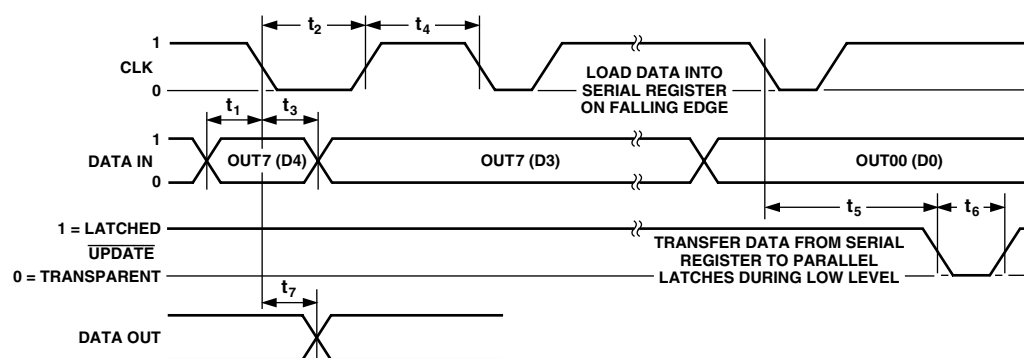 t2
t4
1
CLK
0
LOAD DATA INTO
SERIAL REGISTER
ON FALLING EDGE
t1
t3
1
DATA IN
0
OUT7 (D4)
OUT7 (D3)
OUT00 (D0)
t5
t6
1 = LATCHED
UPDATE
0 = TRANSPARENT
TRANSFER DATA FROM SERIAL
REGISTER TO PARALLEL
LATCHES DURING LOW LEVEL
t7
DATA OUT